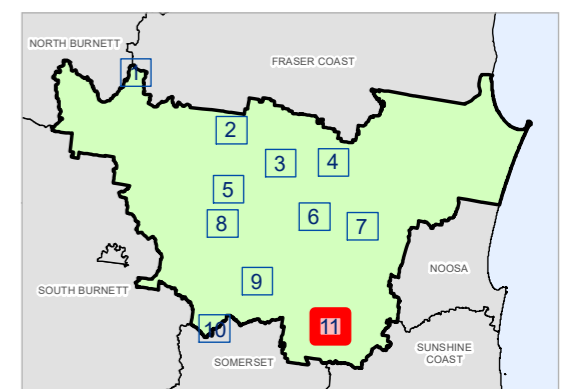 NORTH BURNETT
FRASER COAST
1
2
3
4
5
6
7
8
9
NOOSA
SOUTH BURNETT
10
11
SOMERSET
SUNSHINE
COAST